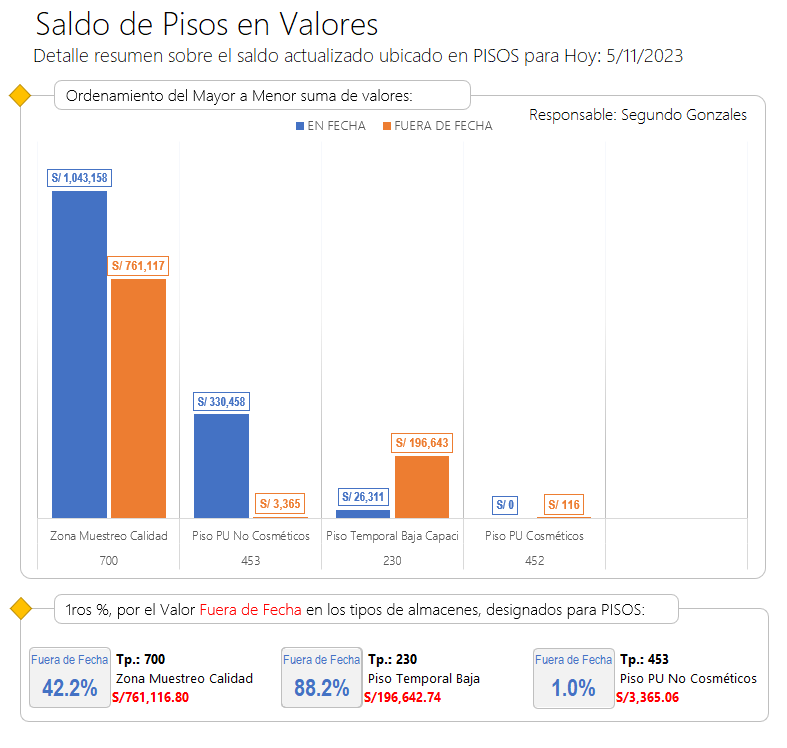 Saldo de Pisos en Valores
Detalle resumen sobre el saldo actualizado ubicado en PISOS para Hoy: 5/11/2023
Ordenamiento del Mayor a Menor suma de valores:
Responsable: Segundo Gonzales
EN FECHA FUERA DE FECHA
S/ 1,043,158
S/ 761,117
S/ 330,458
S/ 3,365
S/ 26,311
S/ 196,643
S/ 0
S/ 116
Zona Muestreo Calidad Piso PU No Cosméticos Piso Temporal Baja Capaci Piso PU Cosméticos
700 453 230 452
1ros %, por el Valor Fuera de Fecha en los tipos de almacenes, designados para PISOS:
Fuera de Fecha
42.2%
Tp.: 700
Zona Muestreo Calidad
S/761,116.80
Fuera de Fecha
88.2%
Tp.: 230
Piso Temporal Baja
S/196,642.74
Fuera de Fecha
1.0%
Tp.: 453
Piso PU No Cosméticos
S/3,365.06